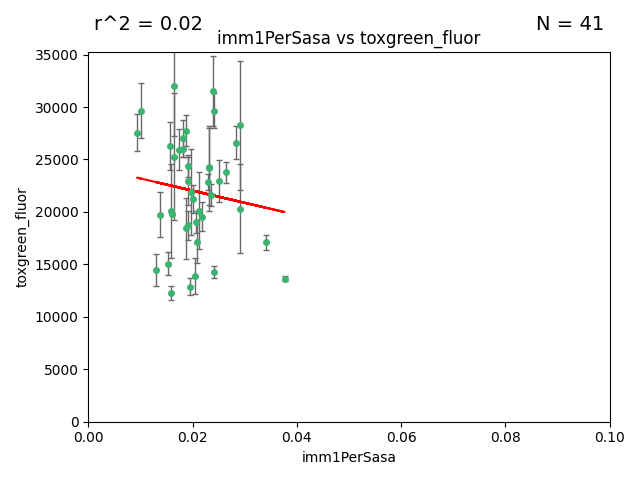 r^2 = 0.02
N = 41
imm1PerSasa vs toxgreen_fluor
35000
30000
25000
20000
15000
10000
5000
0
toxgreen_fluor
0.00 0.02 0.04 0.06 0.08 0.10
imm1PerSasa